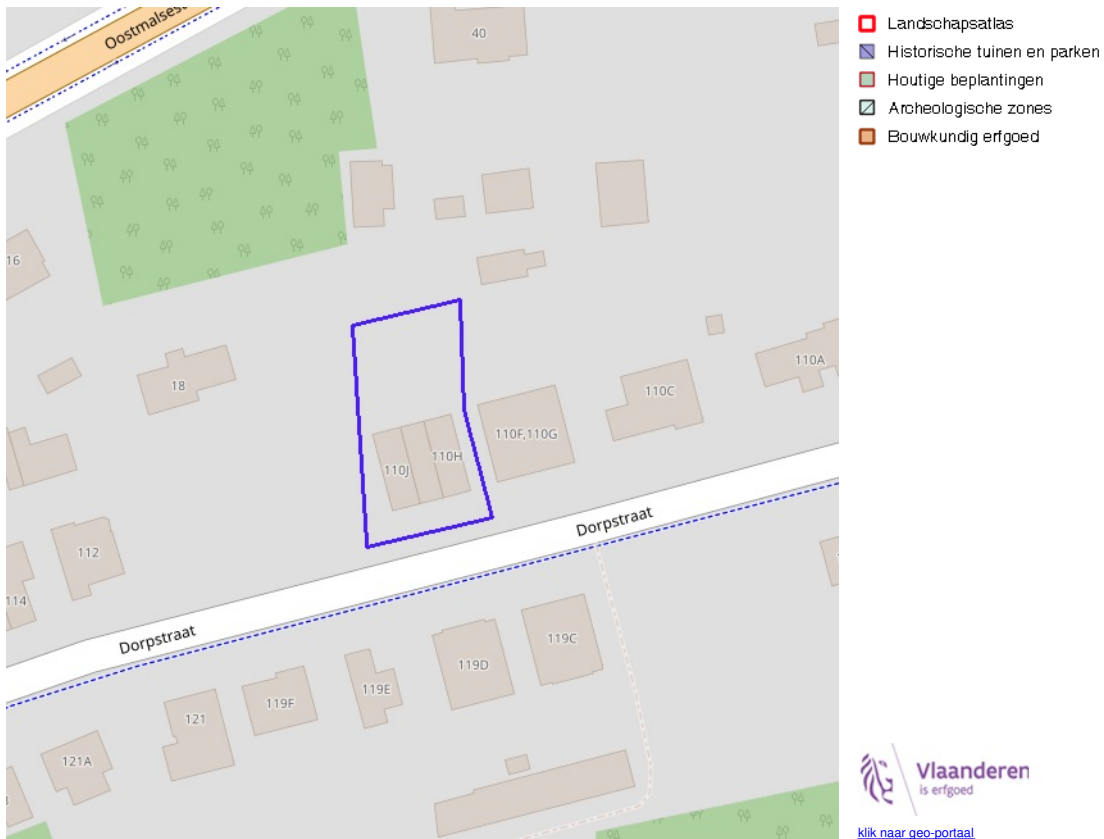 Oostmalsest
40
16
18
110A
110C
110F,110G
110J
110H
Dorpstraat
112
114
Dorpstraat
119C
119D
119E
119F
121
121A
Landschapsatlas
Historische tuinen en parken
Houtige beplantingen
Archeologische zones
Bouwkundig erfgoed
Vlaanderen
is erfgoed
klik naar geo-portaal